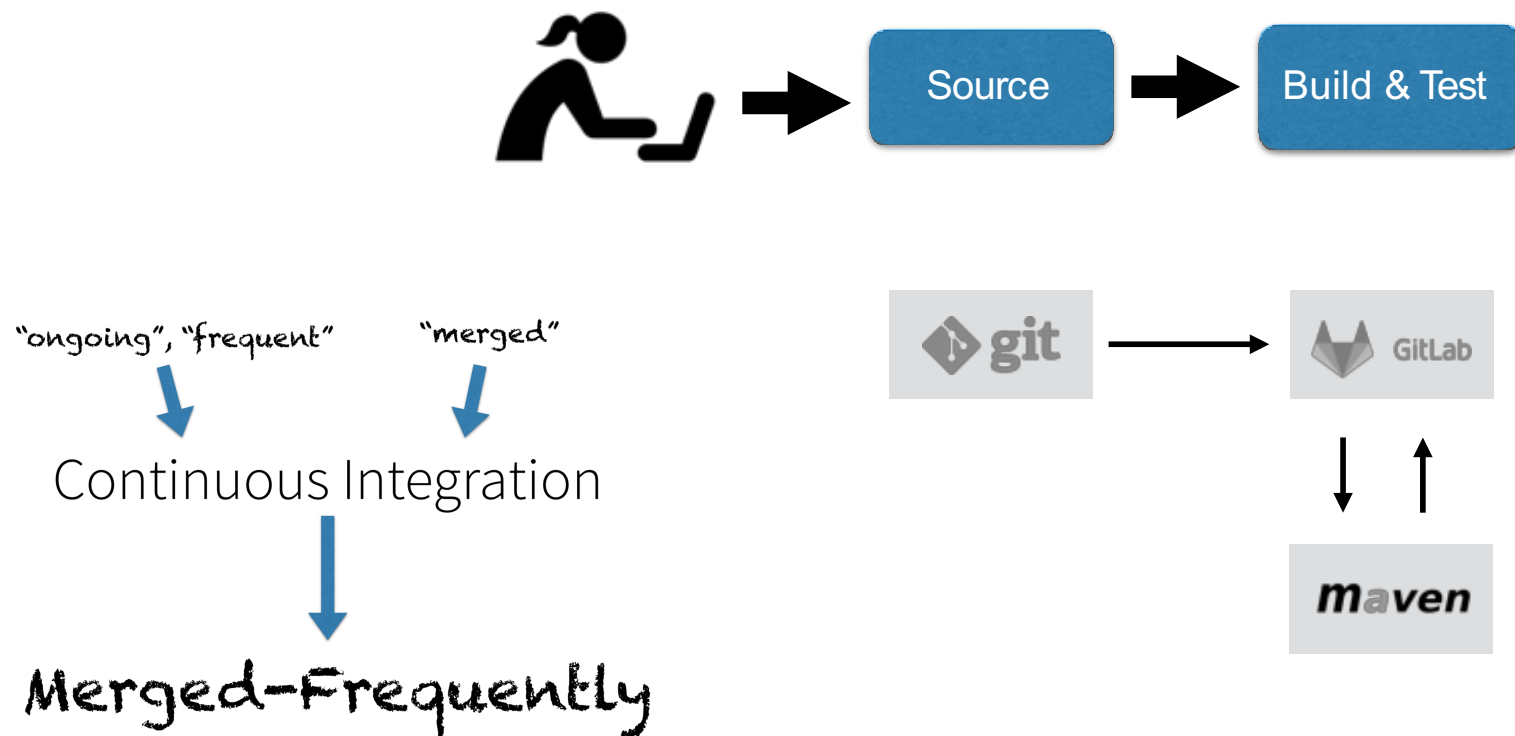 Source
Build & Test
“ongoing”, “frequent”
“merged”
git
GitLab
Continuous Integration
maven
Merged-Frequently